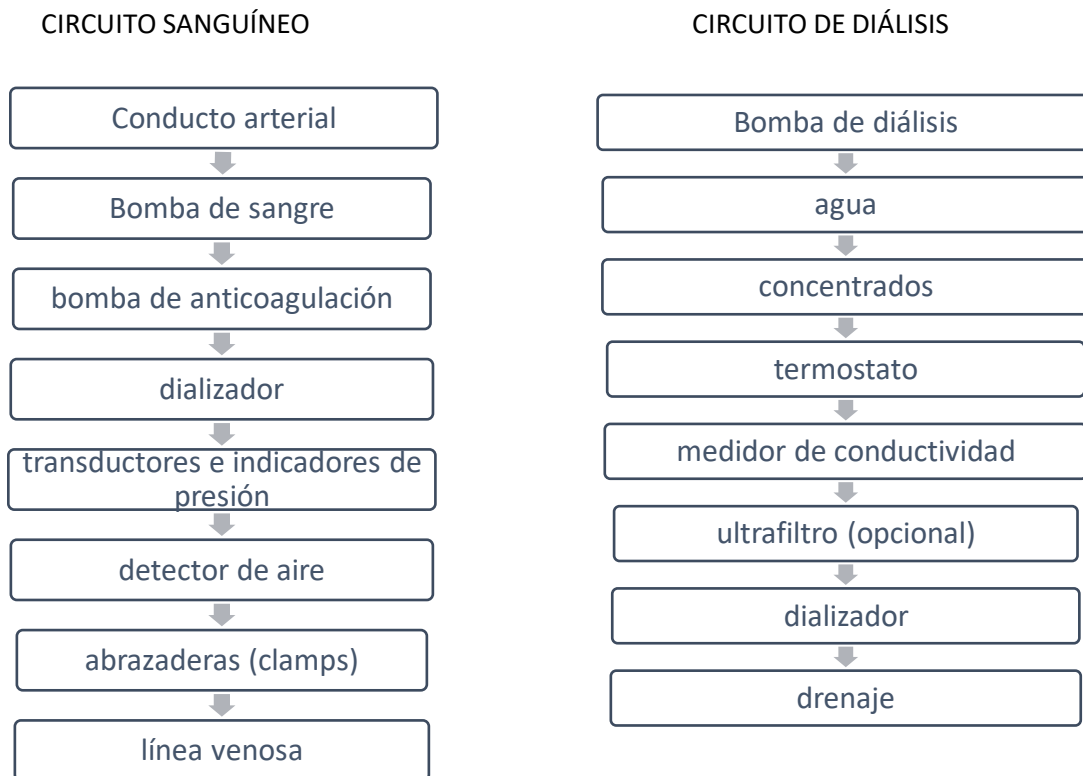 CIRCUITO SANGUÍNEO
Conducto arterial
Bomba de sangre
bomba de anticoagulación
dializador
transductores e indicadores de
presión
detector de aire
abrazaderas (clamps)
línea venosa
CIRCUITO DE DIÁLISIS
Bomba de diálisis
agua
concentrados
termostato
medidor de conductividad
ultrafiltro (opcional)
dializador
drenaje